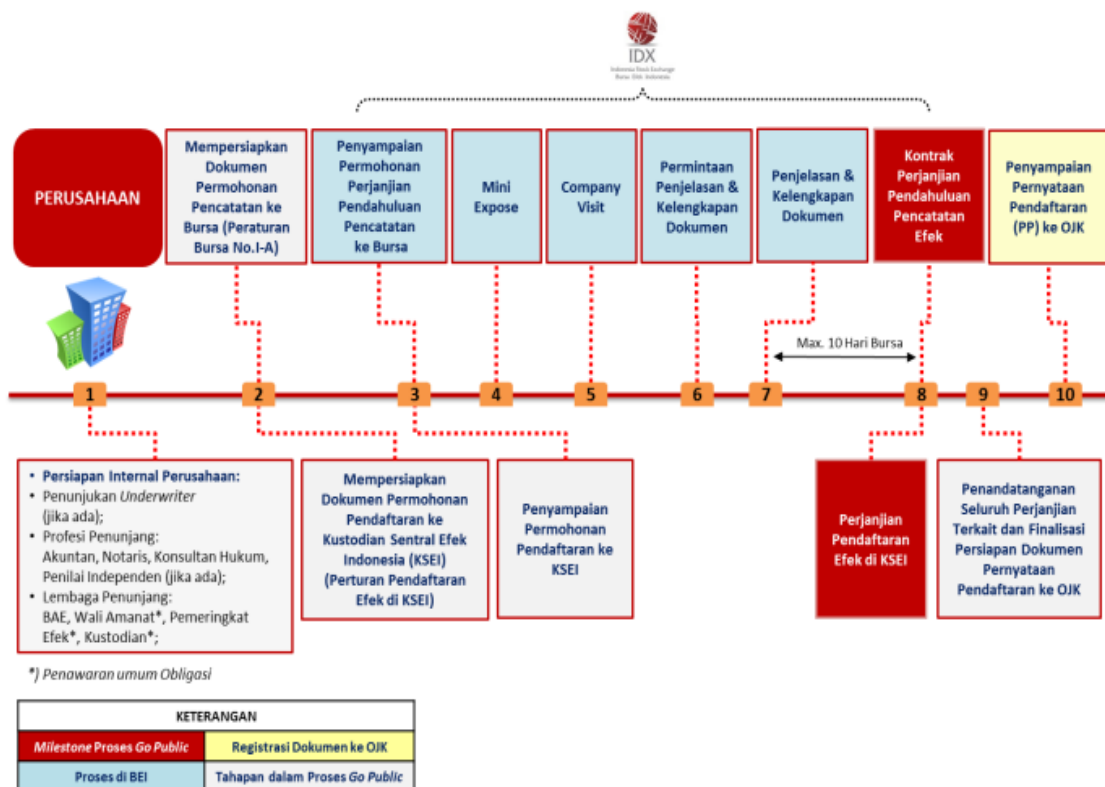 IDX
Indonesia Stock Exchange
Bursa Efek Indonesia
PERUSAHAAN
Mempersiapkan
Dokumen
Permohonan
Pencatatan ke
Bursa (Peraturan
Bursa No.I-A)
Penyampaian
Permohonan
Perjanjian
Pendahuluan
Pencatatan
ke Bursa
Mini
Expose
Company
Visit
Permintaan
Penjelasan &
Kelengkapan
Dokumen
Penjelasan &
Kelengkapan
Dokumen
Kontrak
Perjanjian
Pendahuluan
Pencatatan
Efek
Penyampaian
Pernyataan
Pendaftaran
(PP) ke OJK
Max. 10 Hari Bursa
1
2
3
4
5
6
7
8
9
10
• Persiapan Internal Perusahaan:
• Penunjukan Underwriter
(jika ada);
• Profesi Penunjang:
Akuntan, Notaris, Konsultan Hukum,
Penilai Independen (jika ada);
• Lembaga Penunjang:
BAE, Wali Amanat*, Pemeringkat
Efek*, Kustodian*;
Mempersiapkan
Dokumen Permohonan
Pendaftaran ke
Kustodian Sentral Efek
Indonesia (KSEI)
(Perturan Pendaftaran
Efek di KSEI)
Penyampaian
Permohonan
Pendaftaran ke
KSEI
Perjanjian
Pendaftaran
Efek di KSEI
Penandatanganan
Seluruh Perjanjian
Terkait dan Finalisasi
Persiapan Dokumen
Pernyataan
Pendaftaran ke OJK
*) Penawaran umum Obligasi
KETERANGAN
Milestone Proses Go Public
Registrasi Dokumen ke OJK
Proses di BEI
Tahapan dalam Proses Go Public